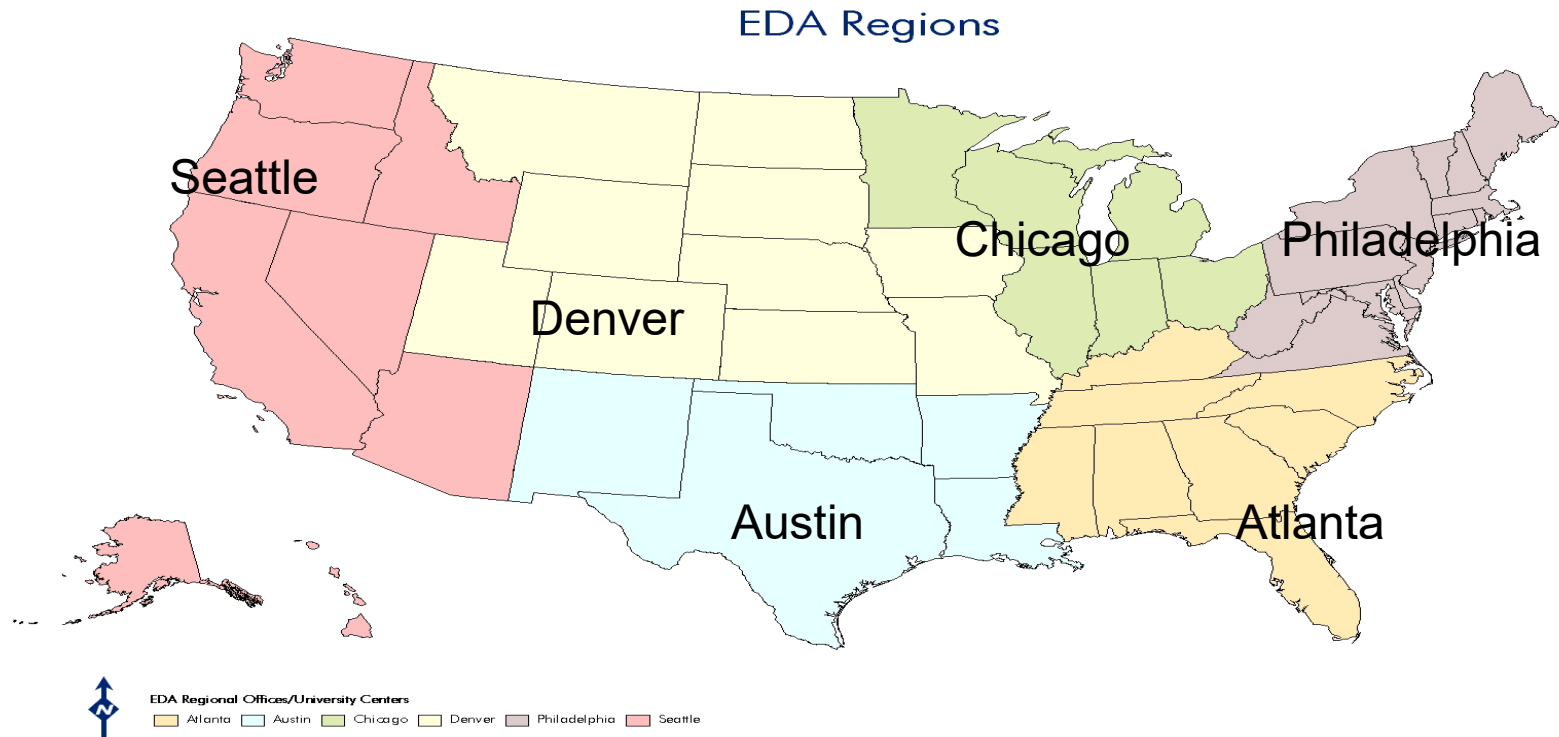 EDA Regions
Seattle
Chicago
Philadelphia
Denver
Austin
Atlanta
N
EDA Regional Offices/University Centers
Atlanta Austin Chicago Denver Philadelphia Seattle